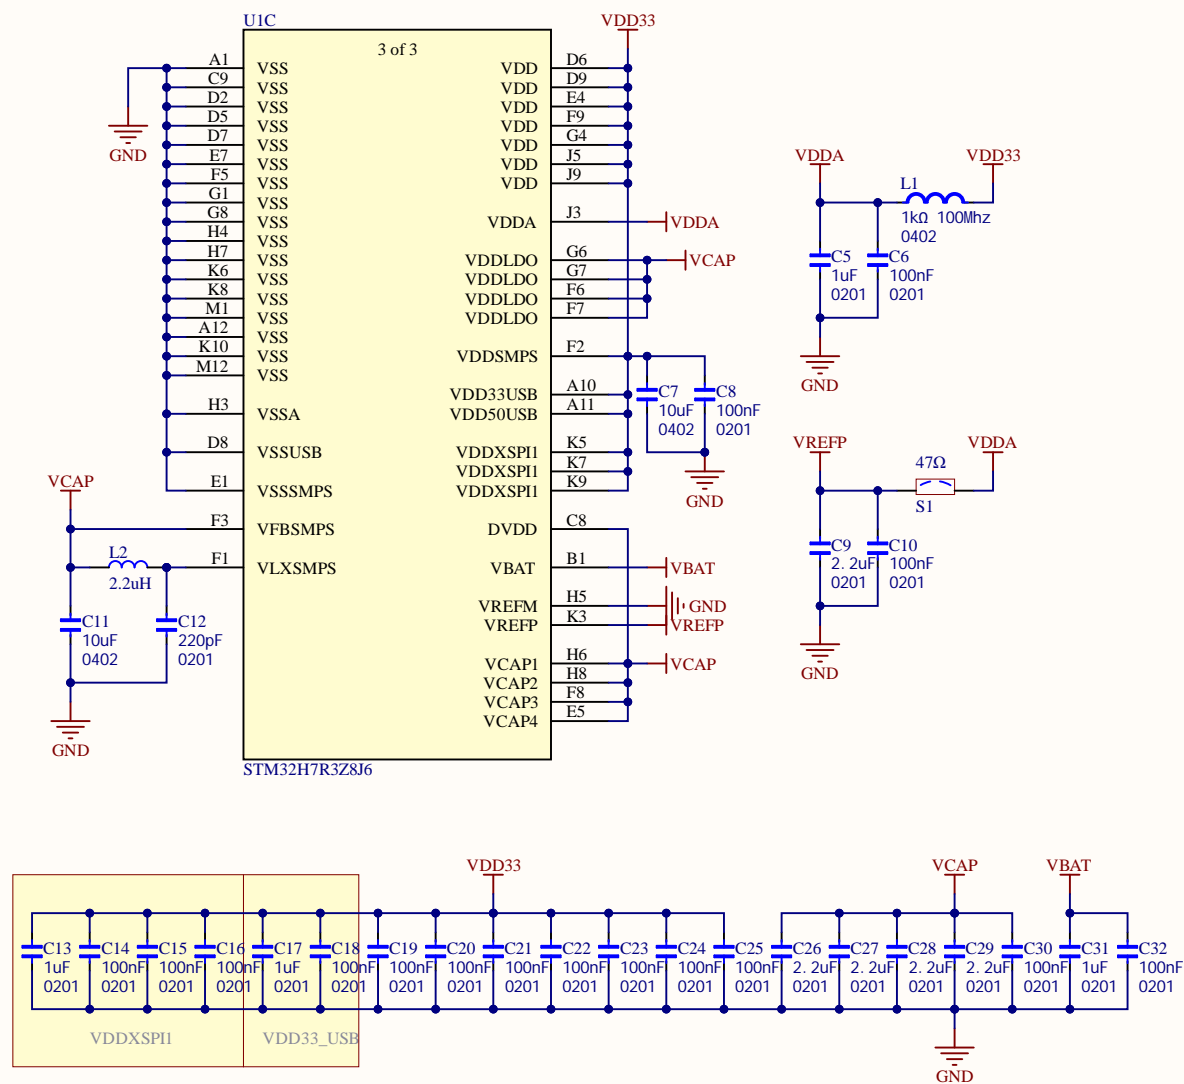 U1C
3 of 3
A1 VSS
C9 VSS
D2 VSS
D5 VSS
D7 VSS
E7 VSS
F5 VSS
G1 VSS
G8 VSS
H4 VSS
H7 VSS
K6 VSS
K8 VSS
M1 VSS
A12 VSS
K10 VSS
M12 VSS
H3 VSSA
D8 VSSUSB
E1 VSSSMPS
F3 VFBSMPS
F1 VLXSMPS
GND
VCAP
L2
2.2uH
C11
10uF
0402
C12
220pF
0201
GND
VDD33
VDD D6
VDD D9
VDD E4
VDD F9
VDD G4
VDD J5
VDD J9
VDDA J3 VDDA
VDDLDO G6 VCAP
VDDLDO G7
VDDLDO F6
VDDLDO F7
VDDSMPS F2
VDD33USB A10
VDD50USB A11
VDDXSPI1 K5
VDDXSPI1 K7
VDDXSPI1 K9
DVDD C8
VBAT B1 VBAT
VREFM H5 GND
VREFP K3 VREFP
VCAP1 H6 VCAP
VCAP2 H8
VCAP3 F8
VCAP4 E5
STM32H7R3Z8J6
C7
10uF
0402
C8
100nF
0201
GND
VDDA
VDD33
L1
1kΩ 100Mhz
0402
C5
1uF
0201
C6
100nF
0201
GND
VREFP
VDDA
47Ω
S1
C9
2.2uF
0201
C10
100nF
0201
GND
VDD33
VCAP
VBAT
C13 C14 C15 C16 C17 C18 C19 C20 C21 C22 C23 C24 C25 C26 C27 C28 C29 C30 C31 C32
1uF 100nF 100nF 100nF 1uF 100nF 100nF 100nF 100nF 100nF 100nF 100nF 100nF 2.2uF 2.2uF 2.2uF 2.2uF 100nF 1uF 100nF
0201 0201 0201 0201 0201 0201 0201 0201 0201 0201 0201 0201 0201 0201 0201 0201 0201 0201 0201 0201
VDDXSPI1
VDD33_USB
GND